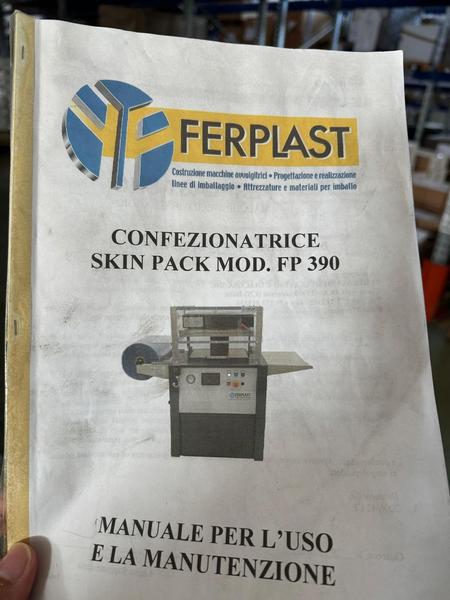 FERPLAST
Costruzione macchine avvolgitrici • Progettazione e realizzazione
linee di imballaggio • Attrezzature e materiali per imballo
CONFEZIONATRICE
SKIN PACK MOD. FP 390
FERPLAST
MANUALE PER L'USO
E LA MANUTENZIONE